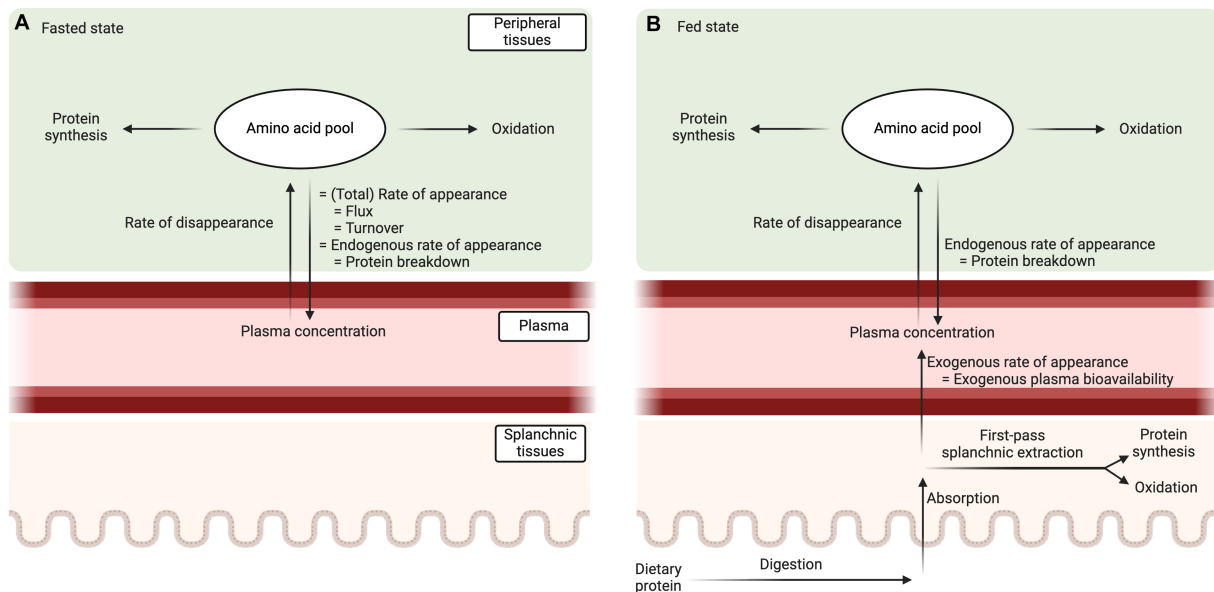 A Fasted state
Peripheral
tissues
Protein
synthesis
Amino acid pool
Oxidation
Rate of disappearance
= (Total) Rate of appearance
= Flux
= Turnover
= Endogenous rate of appearance
= Protein breakdown
Plasma concentration
Plasma
Splanchnic
tissues
B Fed state
Protein
synthesis
Amino acid pool
Oxidation
Rate of disappearance
Endogenous rate of appearance
= Protein breakdown
Plasma concentration
Exogenous rate of appearance
= Exogenous plasma bioavailability
First-pass
splanchnic extraction
Protein
synthesis
Oxidation
Absorption
Digestion
Dietary
protein